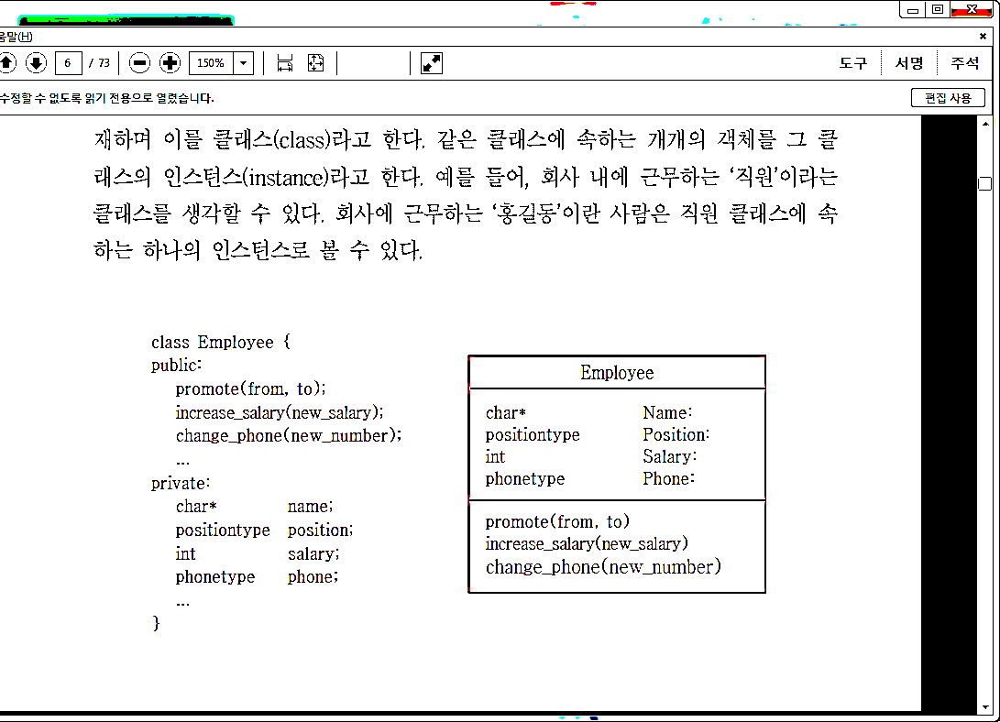 움말(H)
6 / 73 150% 도구 서명 주석
수정할 수 없도록 읽기 전용으로 열렸습니다. 편집 사용
재하며 이를 클래스(class)라고 한다. 같은 클래스에 속하는 개개의 객체를 그 클
래스의 인스턴스(instance)라고 한다. 예를 들어, 회사 내에 근무하는 ‘직원’이라는
클래스를 생각할 수 있다. 회사에 근무하는 ‘홍길동’이란 사람은 직원 클래스에 속
하는 하나의 인스턴스로 볼 수 있다.
class Employee {
public:
promote(from, to);
increase_salary(new_salary);
change_phone(new_number);
...
private:
char* name;
positiontype position;
int salary;
phonetype phone;
...
}
Employee
char* Name:
positiontype Position:
int Salary:
phonetype Phone:
promote(from, to)
increase_salary(new_salary)
change_phone(new_number)